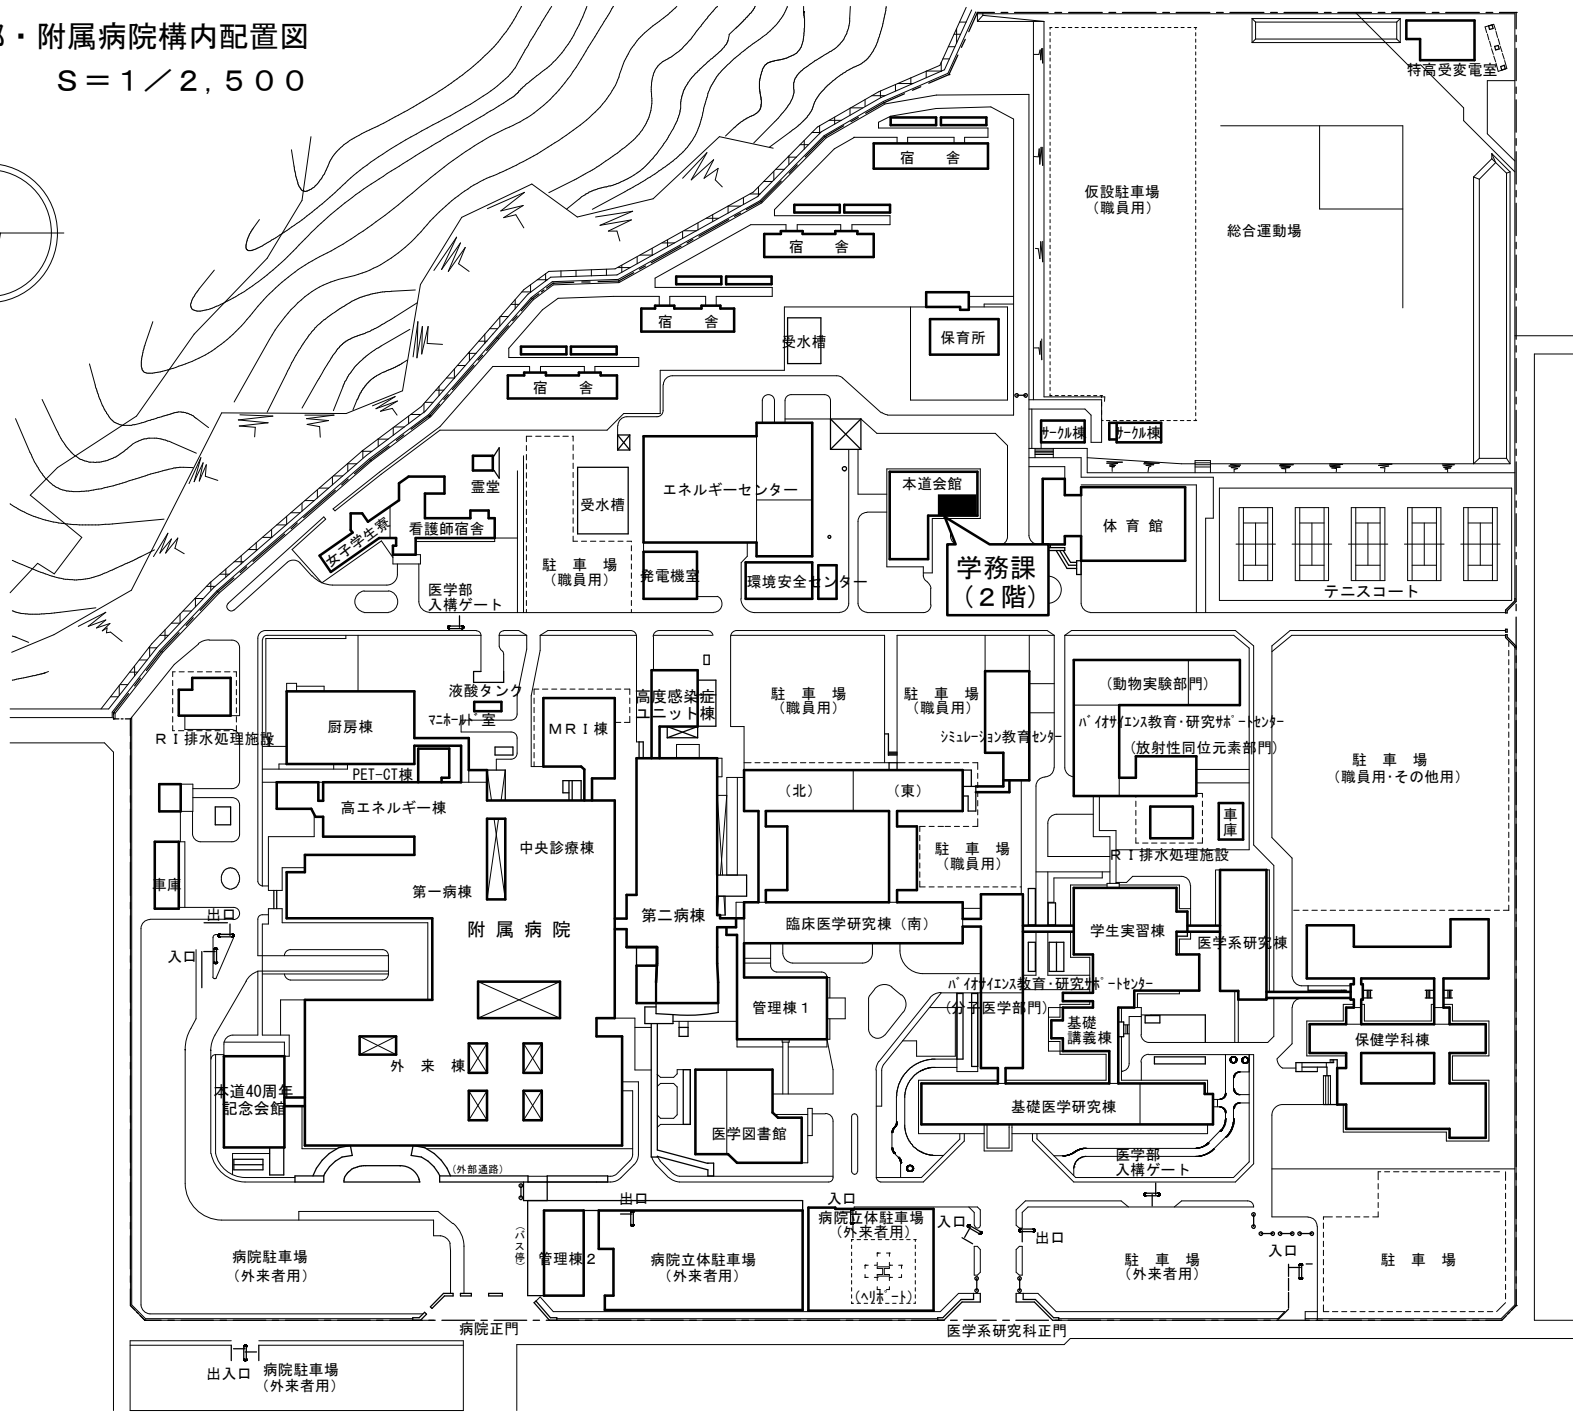 ・附属病院構内配置図
S＝1／2,500
特高受変電室
宿　舎
仮設駐車場
（職員用）
総合運動場
宿　舎
宿　舎
受水槽
保育所
宿　舎
サークル棟
サークル棟
霊堂
受水槽
エネルギーセンター
本道会館
女子学生寮
看護師宿舎
体 育 館
駐　車　場
（職員用）
発電機室
環境安全センター
学務課
（２階）
テニスコート
医学部
入構ゲート
液酸タンク
マニホールド室
高度感染症
ユニット棟
駐　車　場
（職員用）
駐　車　場
（職員用）
（動物実験部門）
厨房棟
ＭＲＩ棟
シミュレーション教育センター
バイオサイエンス教育・研究サポートセンター
（放射性同位元素部門）
ＲＩ排水処理施設
PET-CT棟
駐　車　場
（職員用・その他用）
（北）
（東）
高エネルギー棟
中央診療棟
車庫
駐　車　場
（職員用）
ＲＩ排水処理施設
車庫
第一病棟
出口
第二病棟
臨床医学研究棟（南）
学生実習棟
医学系研究棟
附 属 病 院
入口
バイオサイエンス教育・研究サポートセンター
（分子医学部門）
管理棟１
基礎
講義棟
保健学科棟
外　来　棟
本道40周年
記念会館
基礎医学研究棟
医学図書館
医学部
入構ゲート
（外部通路）
出口
入口
病院立体駐車場
（外来者用）
入口
出口
（バス停）
管理棟２
病院駐車場
（外来者用）
病院立体駐車場
（外来者用）
（ヘリポート）
駐　車　場
（外来者用）
入口
駐　車　場
病院正門
医学系研究科正門
出入口
病院駐車場
（外来者用）